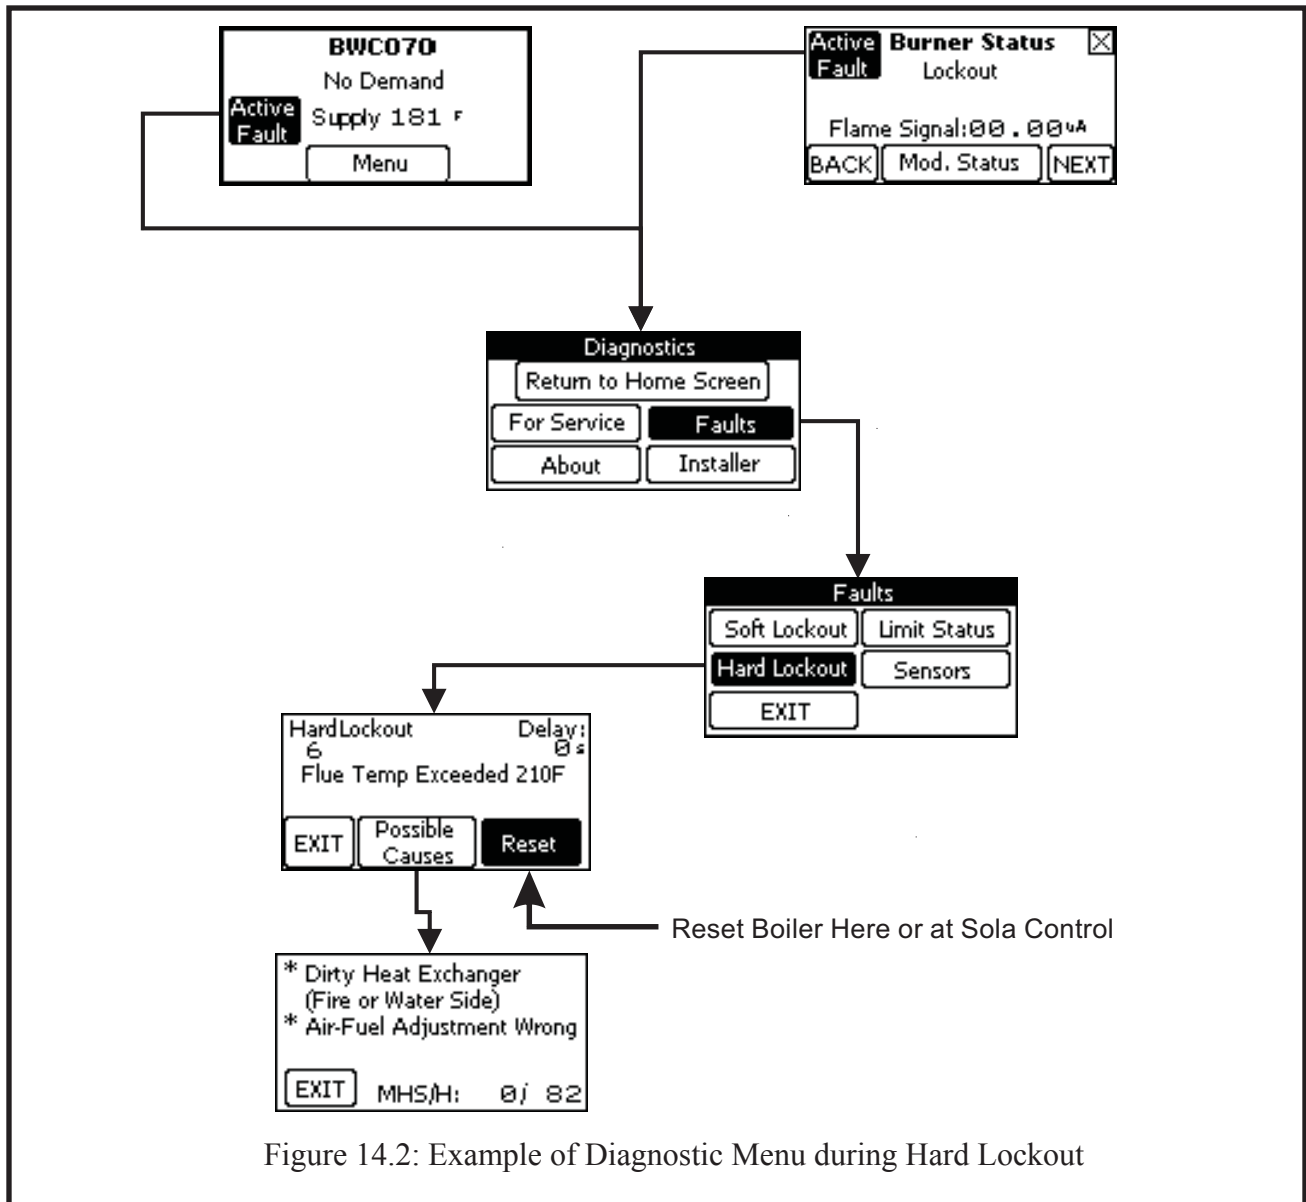 BWC070
No Demand
Active
Fault
Supply 181 F
Menu
Active
Fault
Burner Status
Lockout
Flame Signal:00.00uA
BACK
Mod. Status
NEXT
Diagnostics
Return to Home Screen
For Service
Faults
About
Installer
Faults
Soft Lockout
Limit Status
Hard Lockout
Sensors
EXIT
HardLockout
Delay:
6
0s
Flue Temp Exceeded 210F
EXIT
Possible
Causes
Reset
Reset Boiler Here or at Sola Control
* Dirty Heat Exchanger
(Fire or Water Side)
* Air-Fuel Adjustment Wrong
EXIT
MHS/H: 0/ 82
Figure 14.2: Example of Diagnostic Menu during Hard Lockout